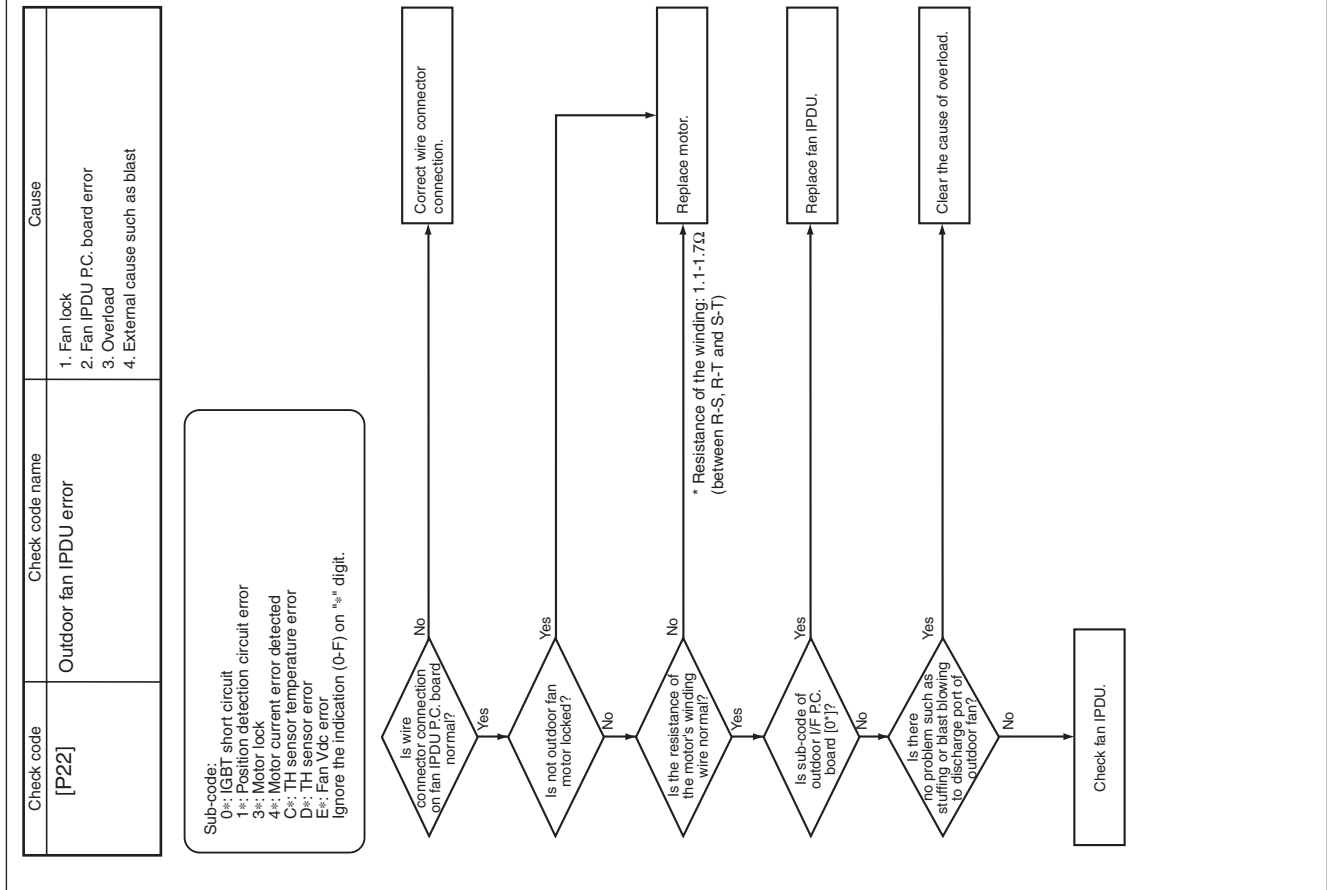 Check code
Check code name
Cause
[P22]
Outdoor fan IPDU error
1. Fan lock
2. Fan IPDU P.C. board error
3. Overload
4. External cause such as blast
Sub-code:
0*: IGBT short circuit
1*: Position detection circuit error
3*: Motor lock
4*: Motor current error detected
C*: TH sensor temperature error
D*: TH sensor error
E*: Fan Vdc error
Ignore the indication (0-F) on "*" digit.
Is wire
connector connection
on fan IPDU P.C. board
normal?
No
Correct wire connector
connection.
Yes
Is not outdoor fan
motor locked?
Yes
No
Is the resistance of
the motor's winding
wire normal?
No
Replace motor.
* Resistance of the winding: 1.1-1.7Ω
(between R-S, R-T and S-T)
Yes
Is sub-code of
outdoor I/F P.C.
board [0*]?
Yes
Replace fan IPDU.
No
Is there
no problem such as
stuffing or blast blowing
to discharge port of
outdoor fan?
Yes
Clear the cause of overload.
No
Check fan IPDU.